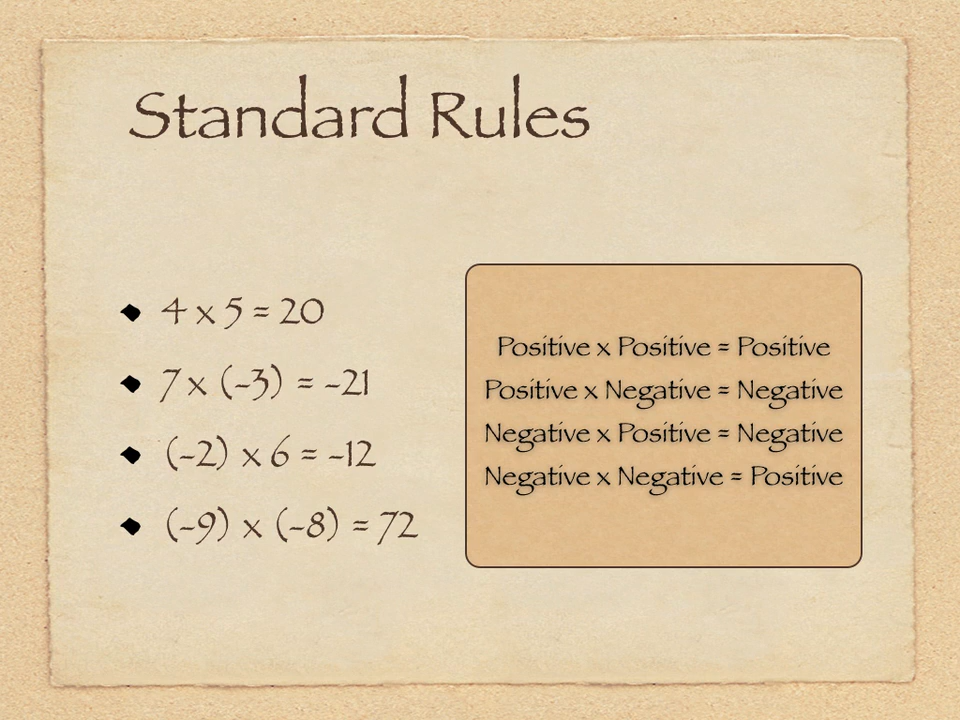 Standard Rules
4 x 5 = 20
7 x (-3) = -21
(-2) x 6 = -12
(-9) x (-8) = 72
Positive x Positive = Positive
Positive x Negative = Negative
Negative x Positive = Negative
Negative x Negative = Positive